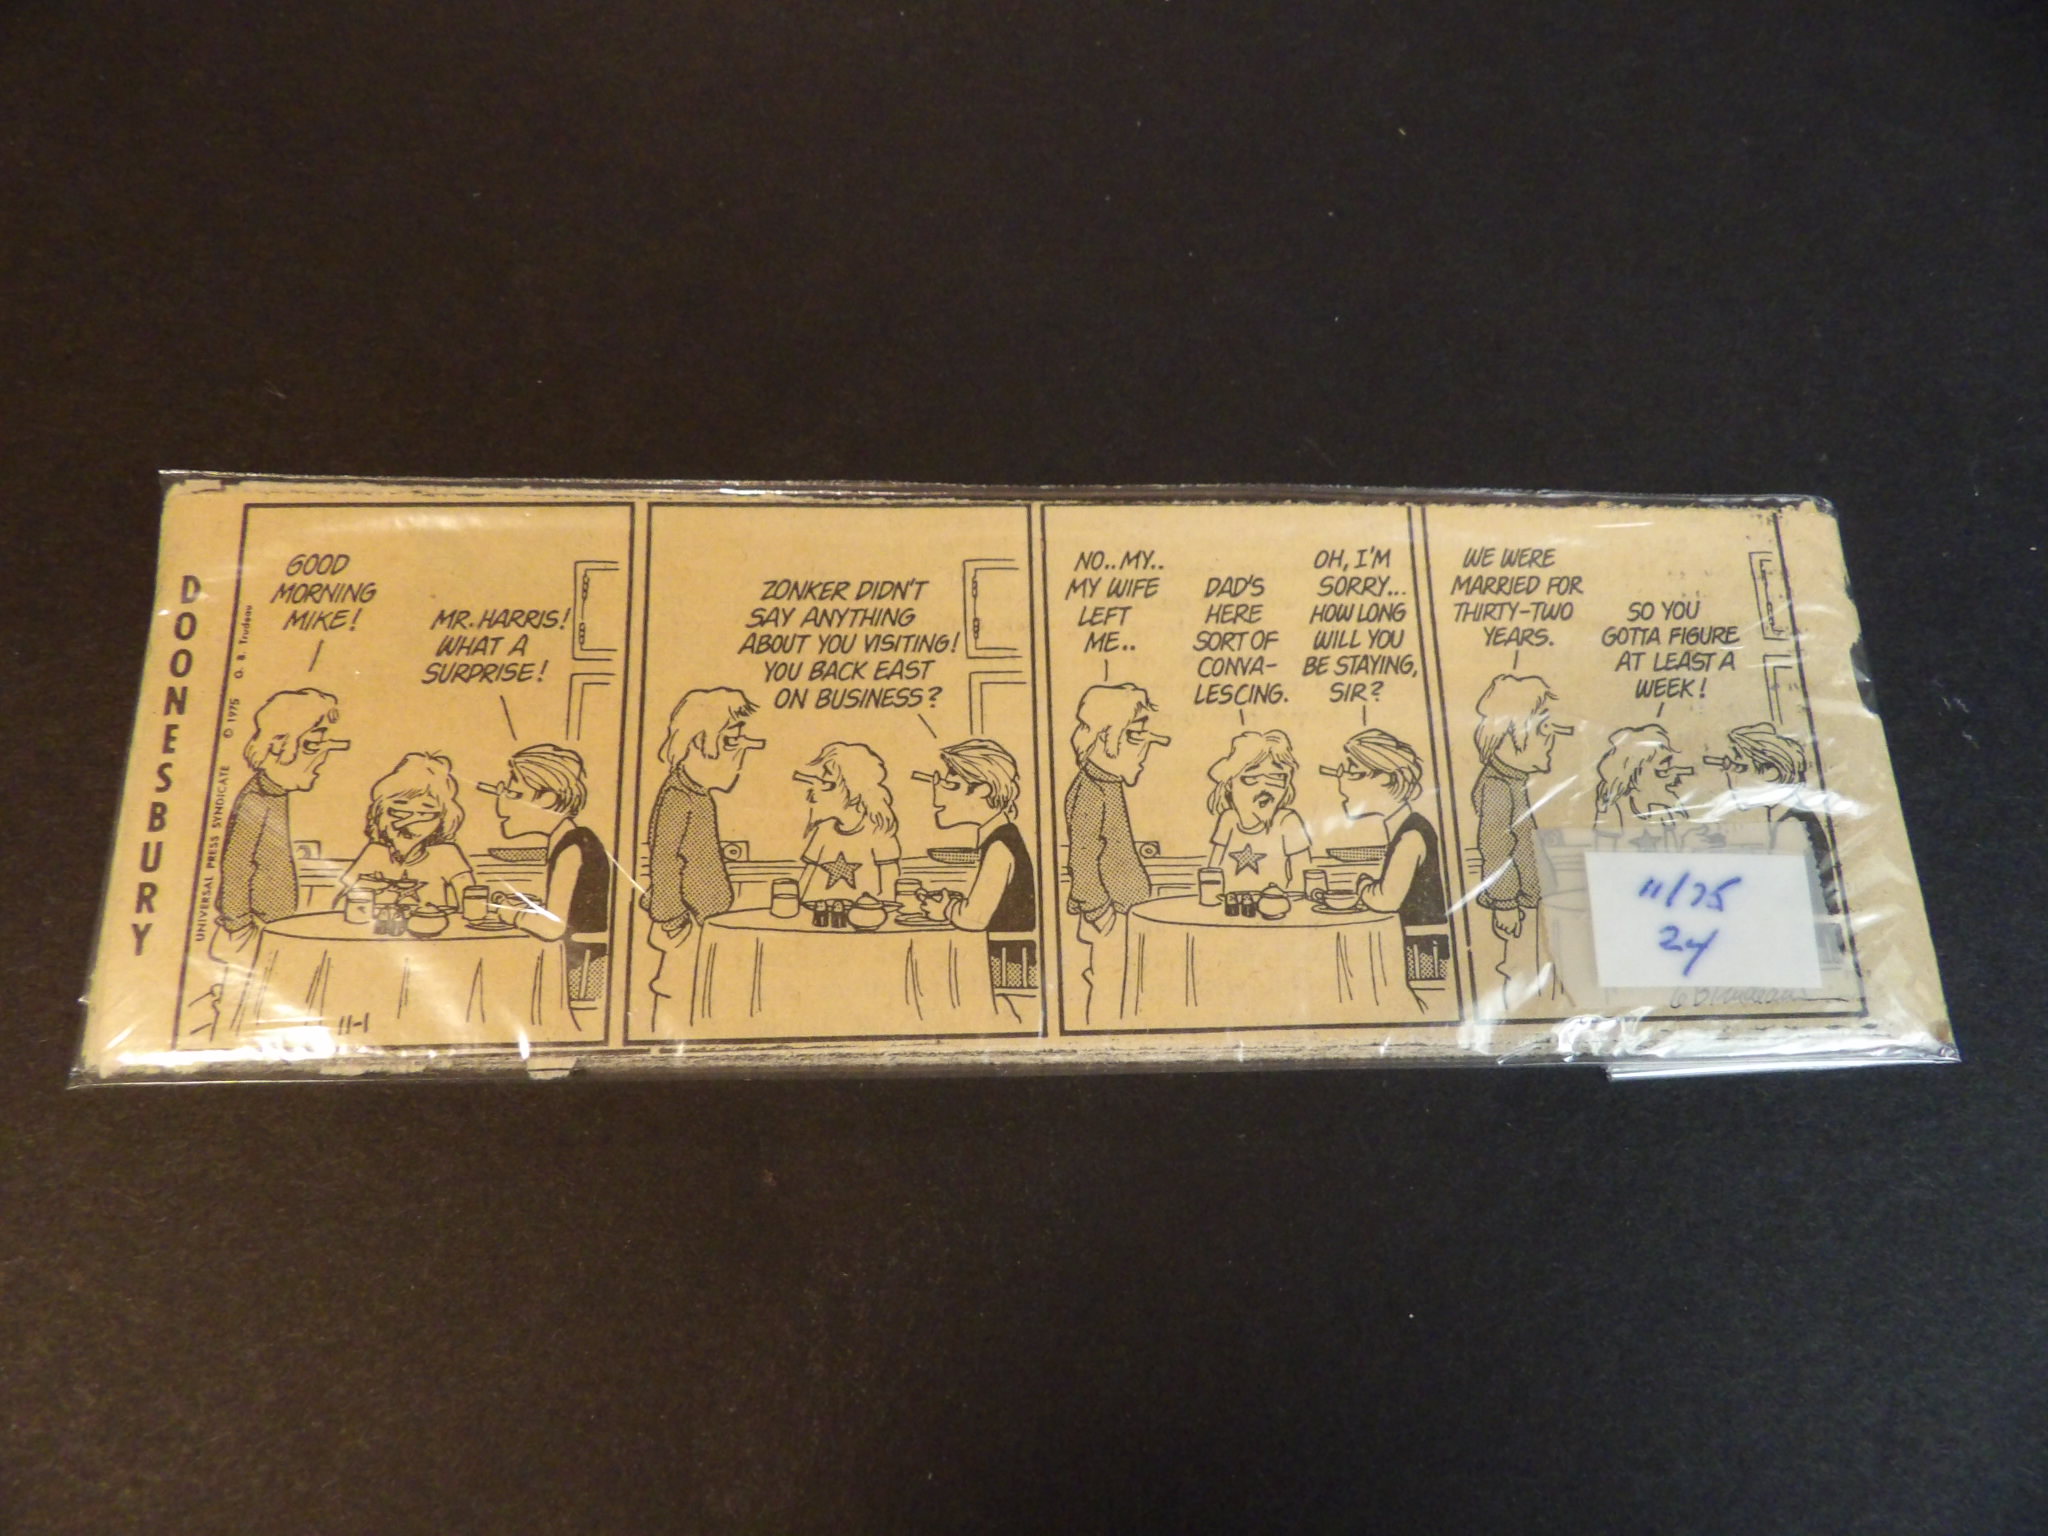 DOONESBURY
UNIVERSAL PRESS SYNDICATE © 1975 G. B. Trudeau
GOOD
MORNING
MIKE!
MR. HARRIS!
WHAT A
SURPRISE!
11-1
ZONKER DIDN'T
SAY ANYTHING
ABOUT YOU VISITING!
YOU BACK EAST
ON BUSINESS?
NO..MY..
MY WIFE
LEFT
ME..
DAD'S
HERE
SORT OF
CONVA-
LESCING.
OH, I'M
SORRY...
HOW LONG
WILL YOU
BE STAYING,
SIR?
WE WERE
MARRIED FOR
THIRTY-TWO
YEARS.
SO YOU
GOTTA FIGURE
AT LEAST A
WEEK!
11/75
24
GBTrudeau